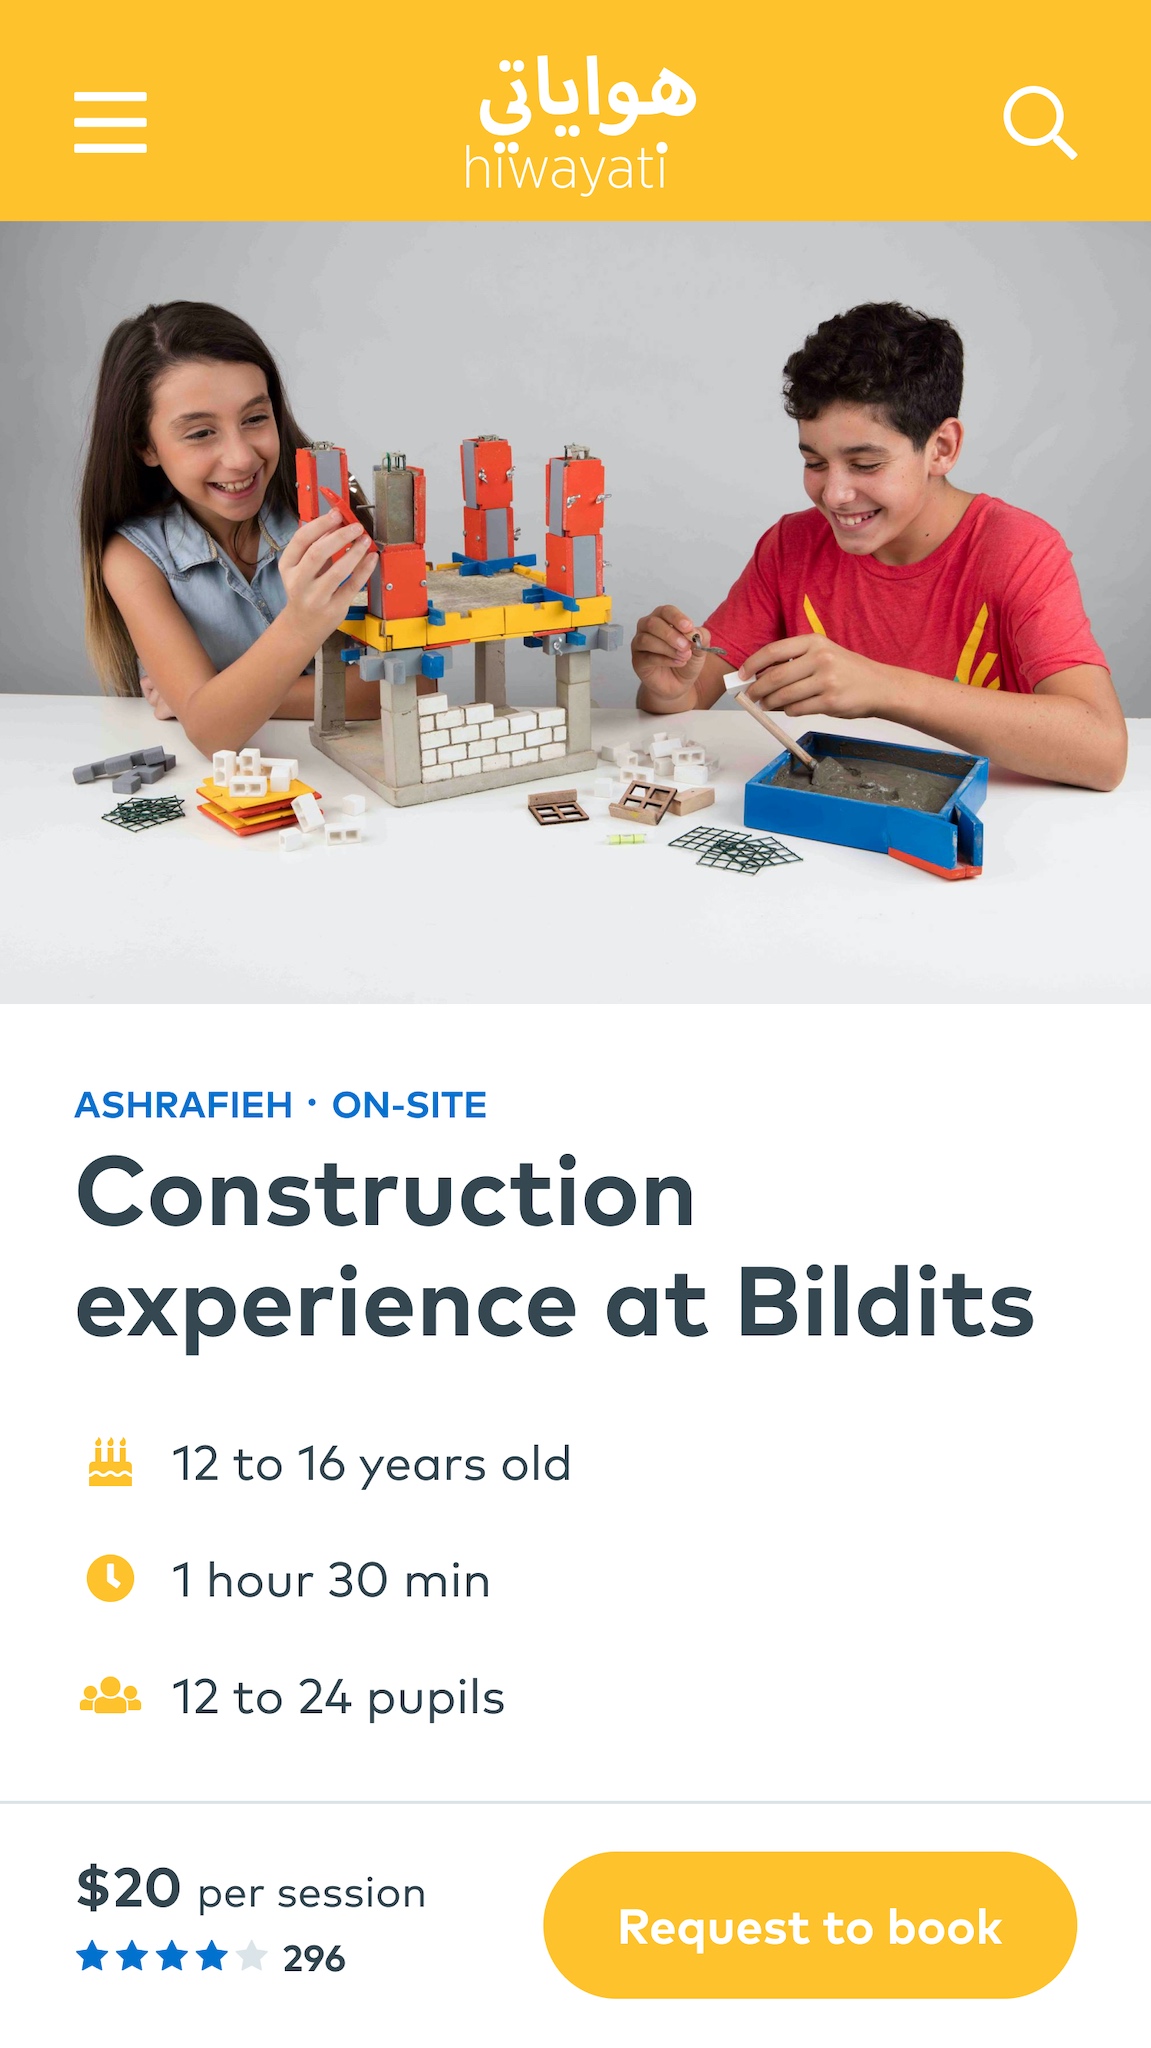 هواياتي
hiwayati
ASHRAFIEH · ON-SITE
Construction
experience at Bildits
12 to 16 years old
1 hour 30 min
12 to 24 pupils
$20 per session
296
Request to book